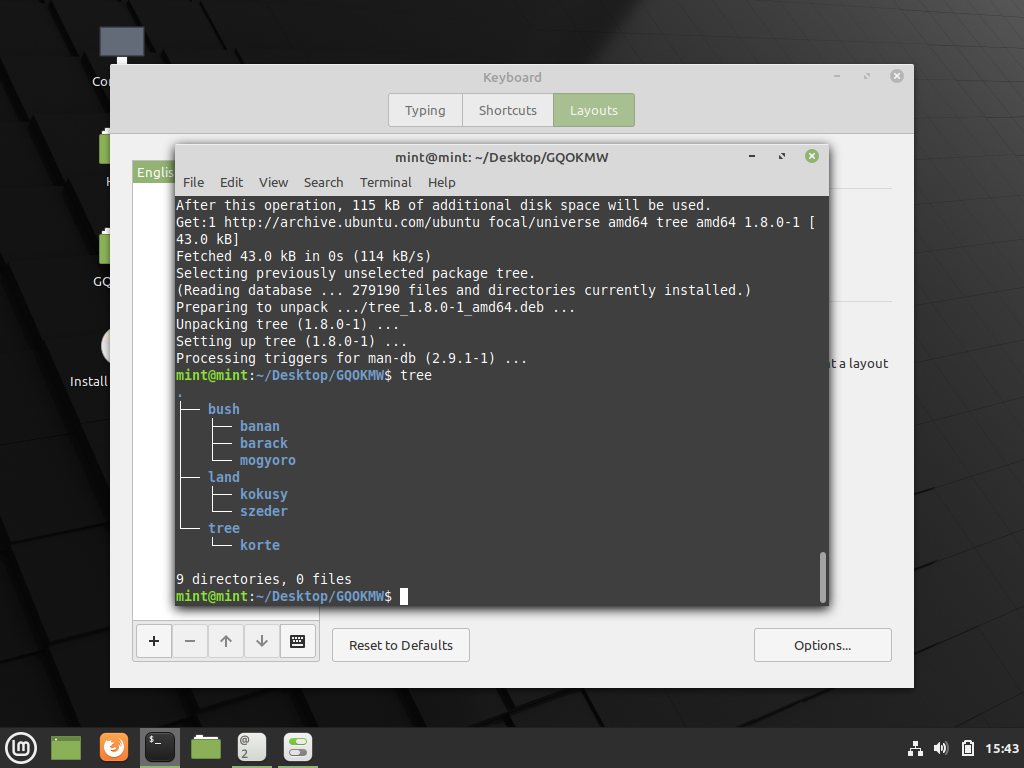 Keyboard
Typing
Shortcuts
Layouts
Englis
mint@mint: ~/Desktop/GQOKMW
File Edit View Search Terminal Help
After this operation, 115 kB of additional disk space will be used.
Get:1 http://archive.ubuntu.com/ubuntu focal/universe amd64 tree amd64 1.8.0-1 [
43.0 kB]
Fetched 43.0 kB in 0s (114 kB/s)
Selecting previously unselected package tree.
(Reading database ... 279190 files and directories currently installed.)
Preparing to unpack .../tree_1.8.0-1_amd64.deb ...
Unpacking tree (1.8.0-1) ...
Setting up tree (1.8.0-1) ...
Processing triggers for man-db (2.9.1-1) ...
mint@mint:~/Desktop/GQOKMW$ tree
.
├── bush
│   ├── banan
│   ├── barack
│   └── mogyoro
├── land
│   ├── kokusy
│   └── szeder
└── tree
    └── korte
9 directories, 0 files
mint@mint:~/Desktop/GQOKMW$
a layout
Reset to Defaults
Options...
Co
H
GQ
Install
$_
@
2
15:43